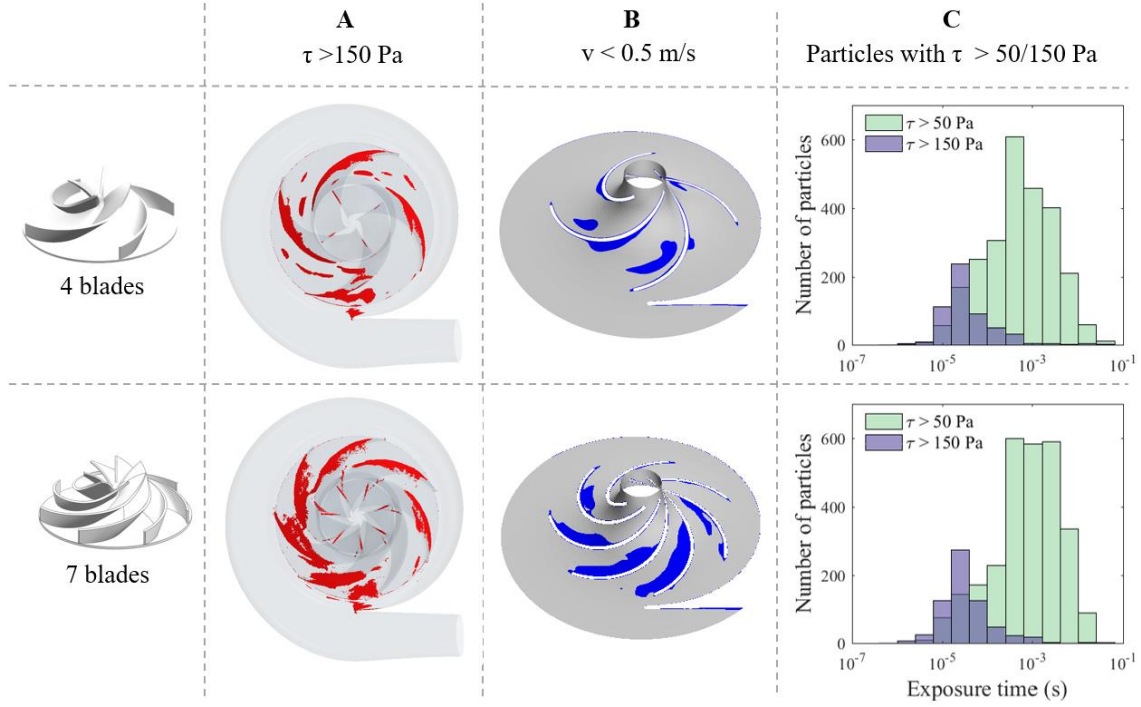 A
τ >150 Pa
B
v < 0.5 m/s
C
Particles with τ > 50/150 Pa
4 blades
Number of particles
600
400
200
0
τ > 50 Pa
τ > 150 Pa
10-7
10-5
10-3
10-1
7 blades
Number of particles
600
400
200
0
τ > 50 Pa
τ > 150 Pa
10-7
10-5
10-3
10-1
Exposure time (s)